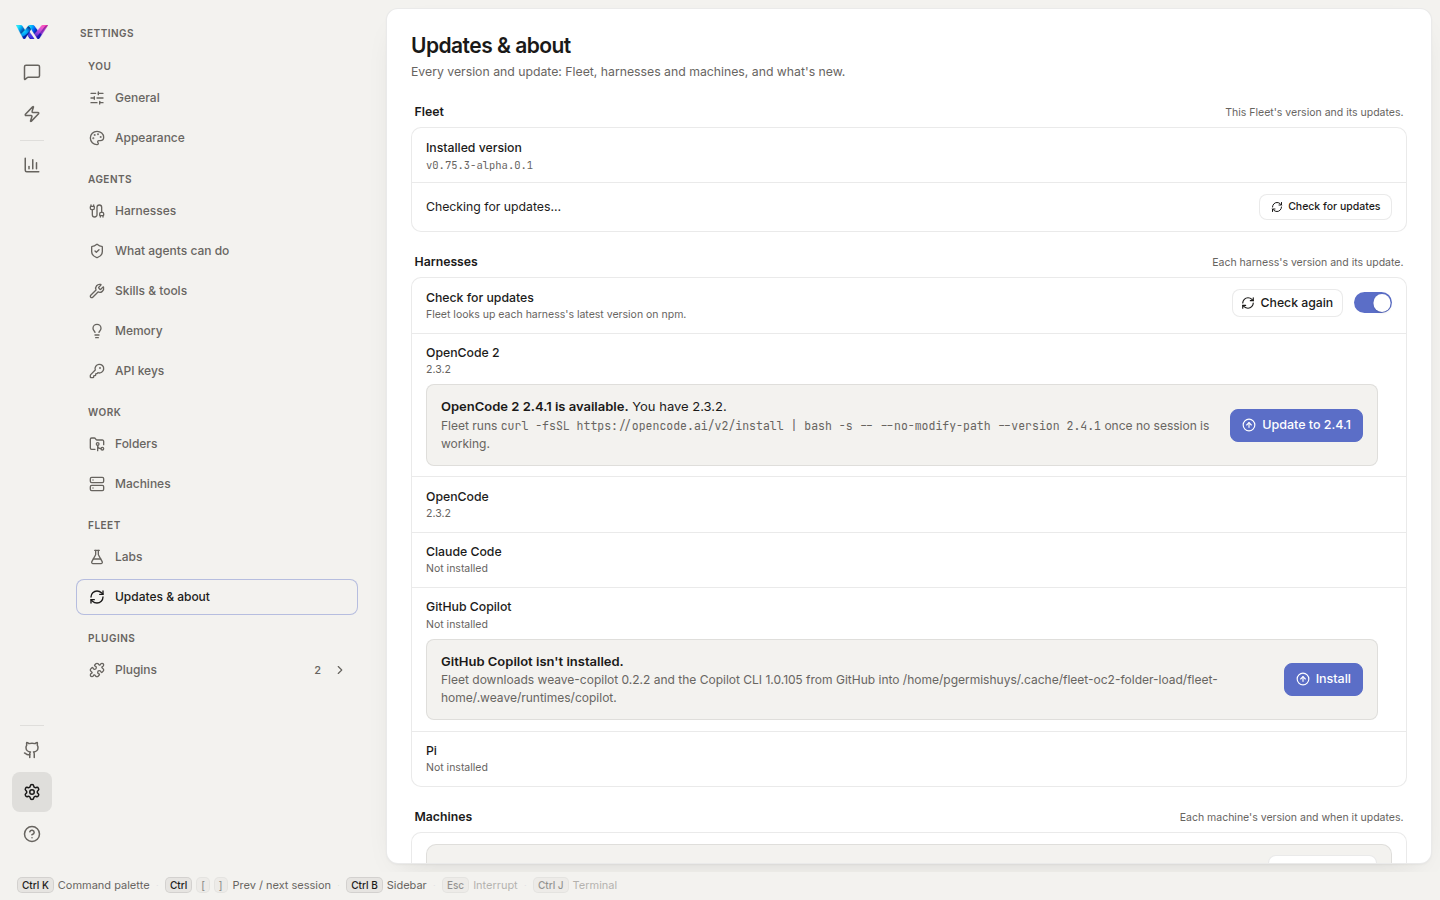 SETTINGS
YOU
General
Appearance
AGENTS
Harnesses
What agents can do
Skills & tools
Memory
API keys
WORK
Folders
Machines
FLEET
Labs
Updates & about
PLUGINS
Plugins 2
Updates & about
Every version and update: Fleet, harnesses and machines, and what's new.
Fleet This Fleet's version and its updates.
Installed version
v0.75.3-alpha.0.1
Checking for updates... Check for updates
Harnesses Each harness's version and its update.
Check for updates
Fleet looks up each harness's latest version on npm.
Check again
OpenCode 2
2.3.2
OpenCode 2 2.4.1 is available. You have 2.3.2.
Fleet runs curl -fsSL https://opencode.ai/v2/install | bash -s -- --no-modify-path --version 2.4.1 once no session is
working.
Update to 2.4.1
OpenCode
2.3.2
Claude Code
Not installed
GitHub Copilot
Not installed
GitHub Copilot isn't installed.
Fleet downloads weave-copilot 0.2.2 and the Copilot CLI 1.0.105 from GitHub into /home/pgermishuys/.cache/fleet-oc2-folder-load/fleet-
home/.weave/runtimes/copilot.
Install
Pi
Not installed
Machines Each machine's version and when it updates.
Ctrl K Command palette Ctrl [ ] Prev / next session Ctrl B Sidebar Esc Interrupt Ctrl J Terminal